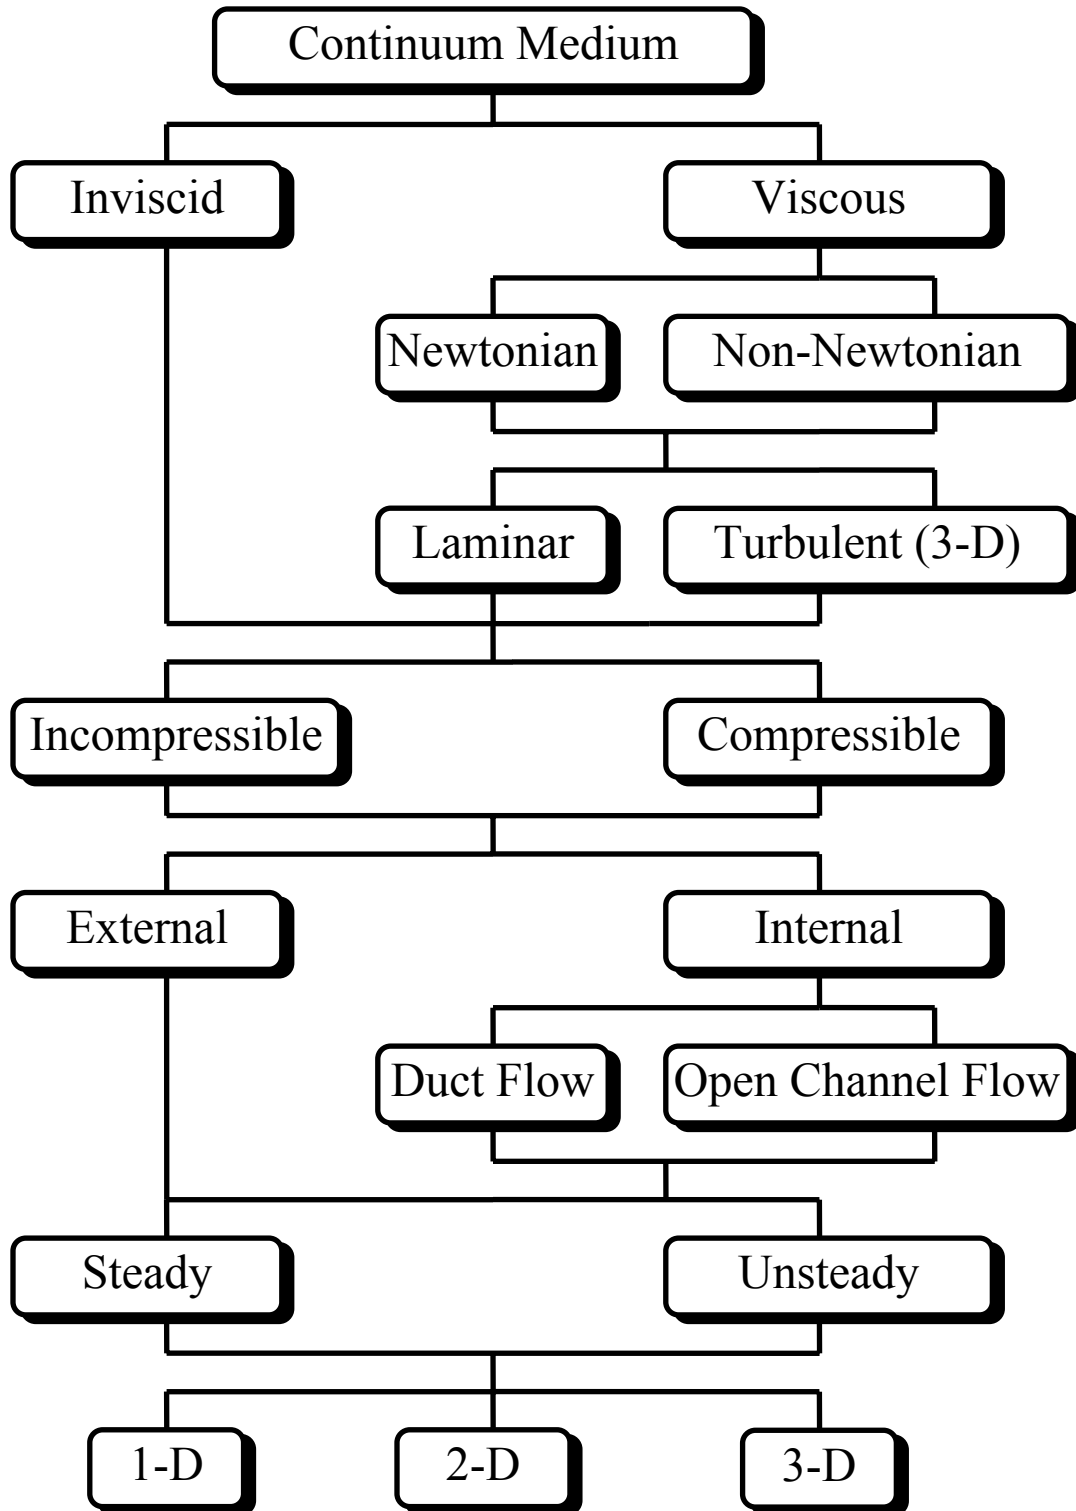 Continuum Medium
Inviscid
Viscous
Newtonian
Non-Newtonian
Laminar
Turbulent (3-D)
Incompressible
Compressible
External
Internal
Duct Flow
Open Channel Flow
Steady
Unsteady
1-D
2-D
3-D